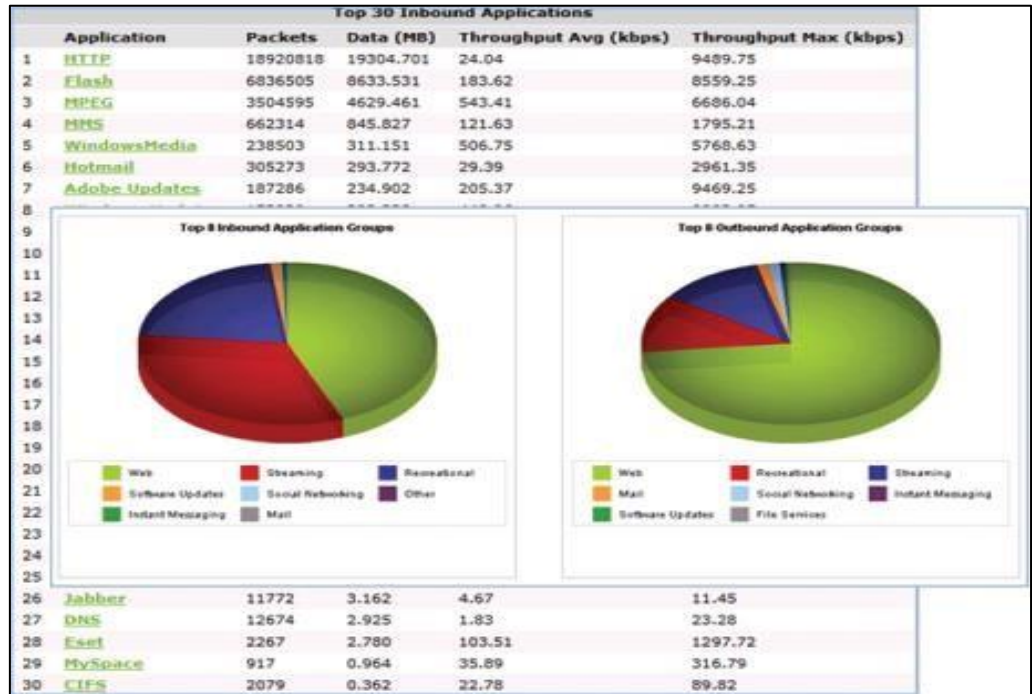 Top 30 Inbound Applications
Application Packets Data (MB) Throughput Avg (kbps) Throughput Max (kbps)
1 HTTP 18920818 19304.701 24.04 9489.75
2 Flash 6836505 8633.531 183.62 8559.25
3 MPEG 3504595 4629.461 543.41 6686.04
4 MMS 662314 845.827 121.63 1795.21
5 WindowsMedia 238503 311.151 506.75 5768.63
6 Hotmail 305273 293.772 29.39 2961.35
7 Adobe Updates 187286 234.902 205.37 9469.25
8
9
10
11
12
13
14
15
16
17
18
19
20
21
22
23
24
25
Top 8 Inbound Application Groups
Web Streaming Recreational
Software Updates Social Networking Other
Instant Messaging Mail
Top 8 Outbound Application Groups
Web Recreational Streaming
Mail Social Networking Instant Messaging
Software Updates File Services
26 Jabber 11772 3.162 4.67 11.45
27 DNS 12674 2.925 1.83 23.28
28 Eset 2267 2.780 103.51 1297.72
29 MySpace 917 0.964 35.89 316.79
30 CIFS 2079 0.362 22.78 89.82